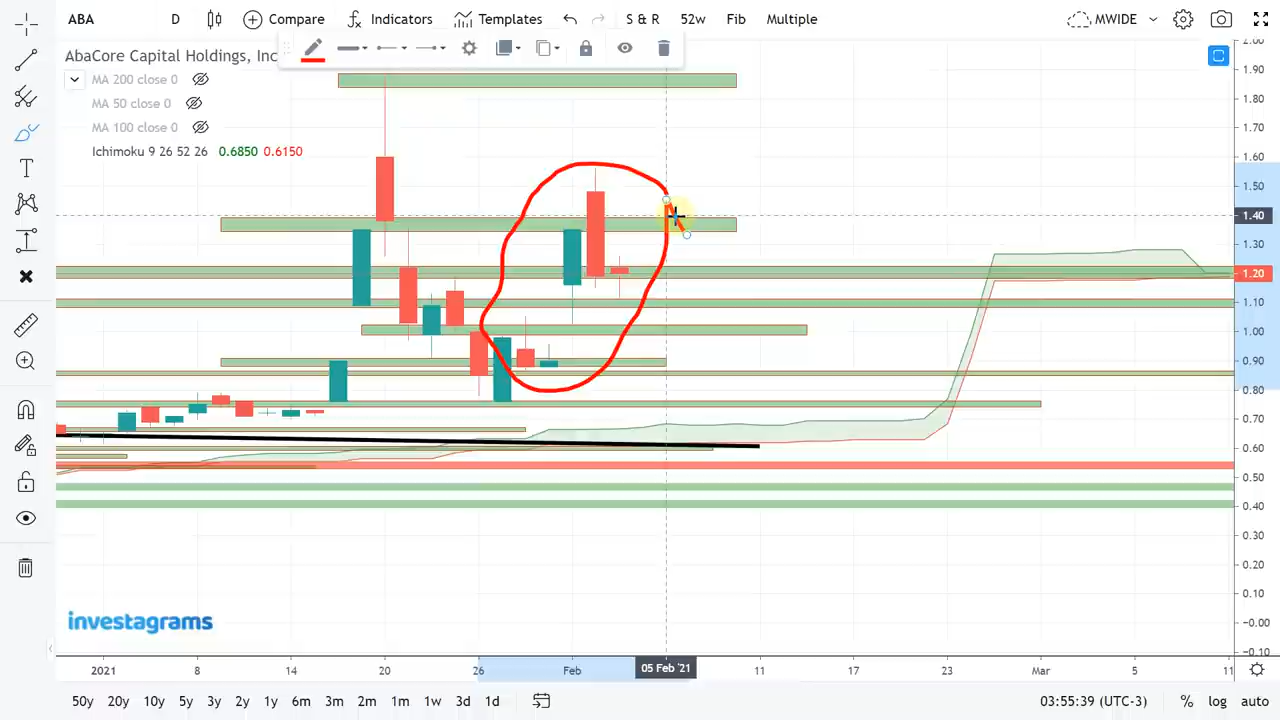 ABA D Compare Indicators Templates S & R 52w Fib Multiple MWIDE
AbaCore Capital Holdings, Inc
MA 200 close 0
MA 50 close 0
MA 100 close 0
Ichimoku 9 26 52 26 0.6850 0.6150
2.00
1.90
1.80
1.70
1.60
1.50
1.40
1.30
1.20
1.10
1.00
0.90
0.80
0.70
0.60
0.50
0.40
0.30
0.20
0.10
−0.00
−0.10
investagrams
2021 8 14 20 26 Feb 05 Feb '21 11 17 23 Mar 5 11
50y 20y 10y 5y 3y 2y 1y 6m 3m 2m 1m 1w 3d 1d 03:55:39 (UTC-3) % log auto